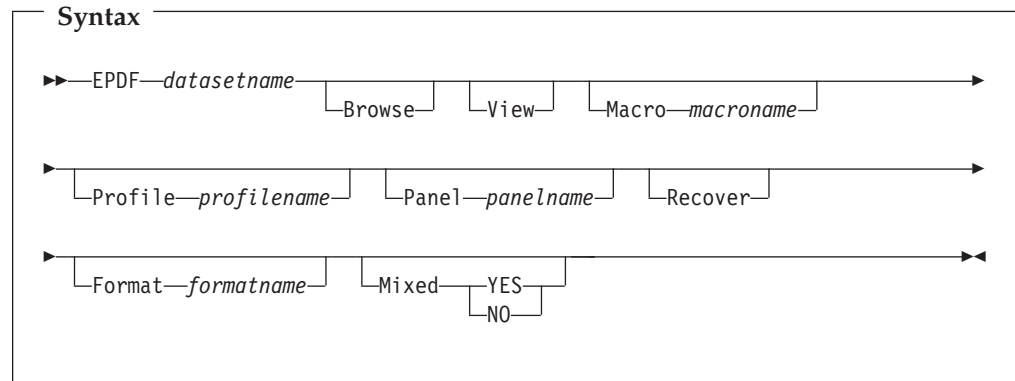 Syntax
EPDF datasetname
Browse View Macro macroname
Profile profilename Panel panelname Recover
Format formatname Mixed YES
NO